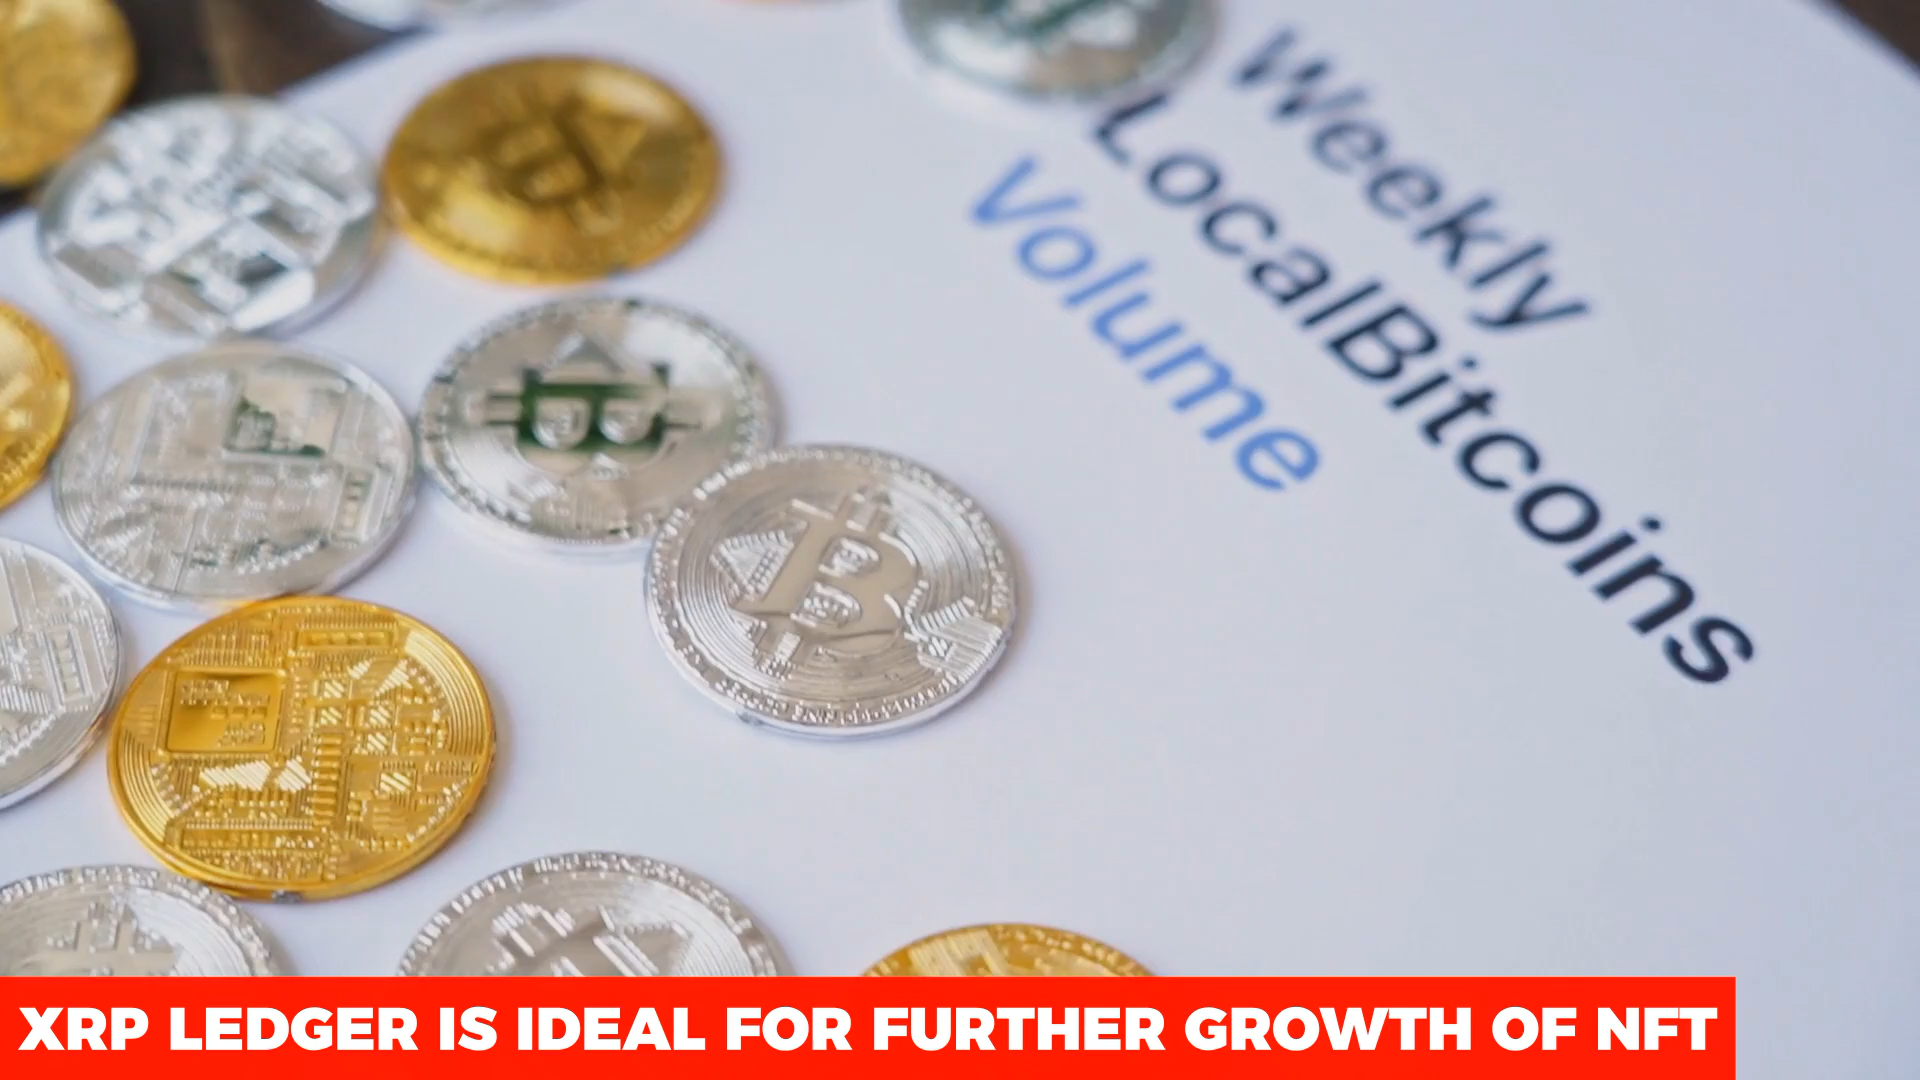 Weekly
LocalBitcoins
Volume
XRP LEDGER IS IDEAL FOR FURTHER GROWTH OF NFT